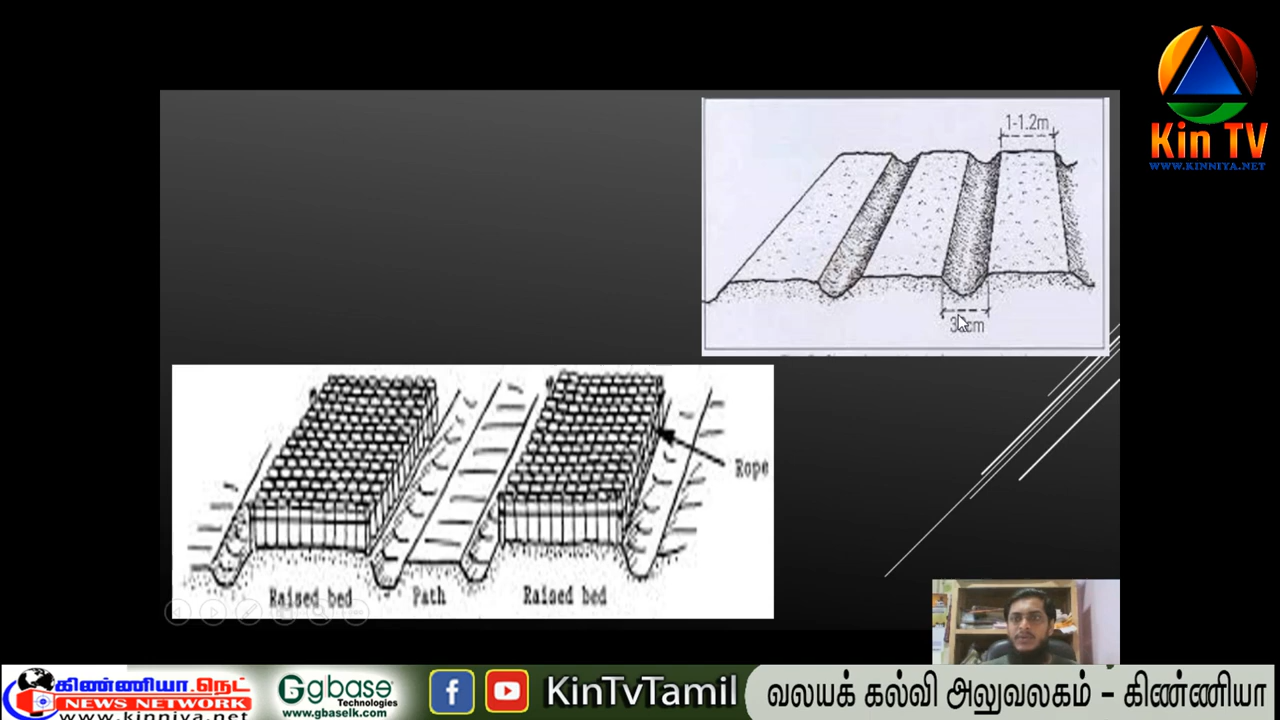 Kin TV
WWW.KINNIYA.NET
1-1.2m
Rope
Raised bed
Path
Raised bed
கிண்ணியா.நெட்
NEWS NETWORK
www.kinniya.net
gbase
Technologies
www.gbaselk.com
KinTvTamil
வலயக் கல்வி அலுவலகம் - கிண்ணியா